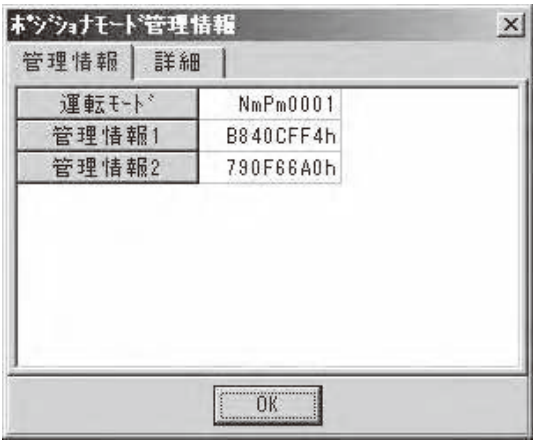 ポジショナモード管理情報
管理情報 詳細
運転モード NmPm0001
管理情報1 B840CFF4h
管理情報2 790F66A0h
OK